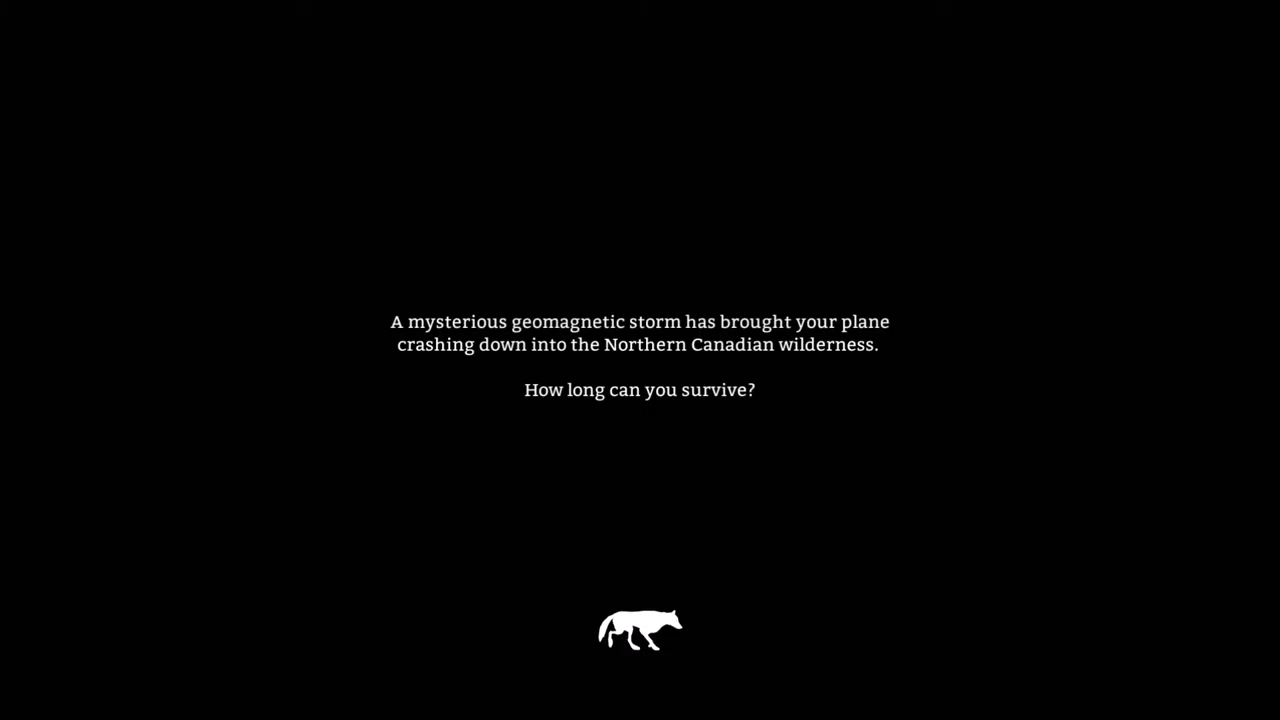 A mysterious geomagnetic storm has brought your plane
crashing down into the Northern Canadian wilderness.
How long can you survive?